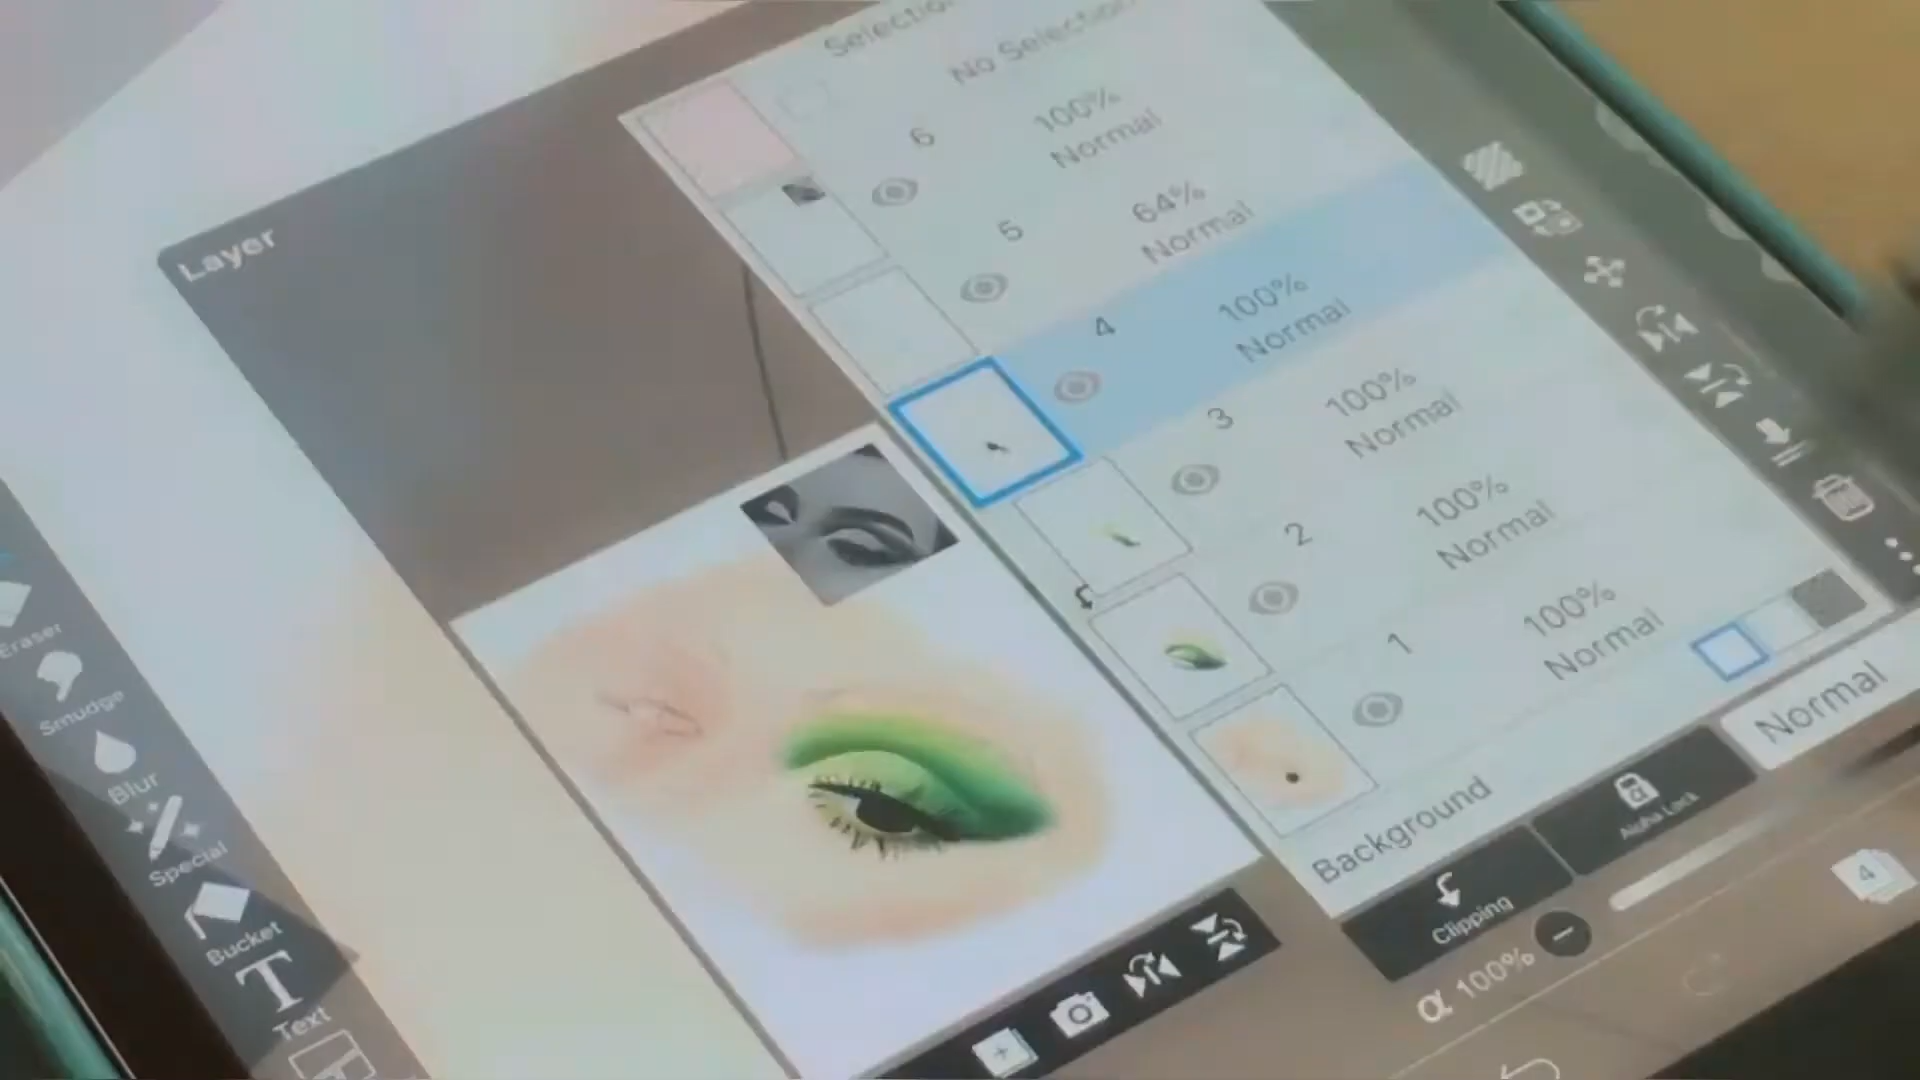 Selection
No Selection
Layer
6
100%
Normal
5
64%
Normal
4
100%
Normal
3
100%
Normal
2
100%
Normal
1
100%
Normal
Background
Normal
Clipping
Alpha Lock
α 100%
4
Eraser
Smudge
Blur
Special
Bucket
T
Text